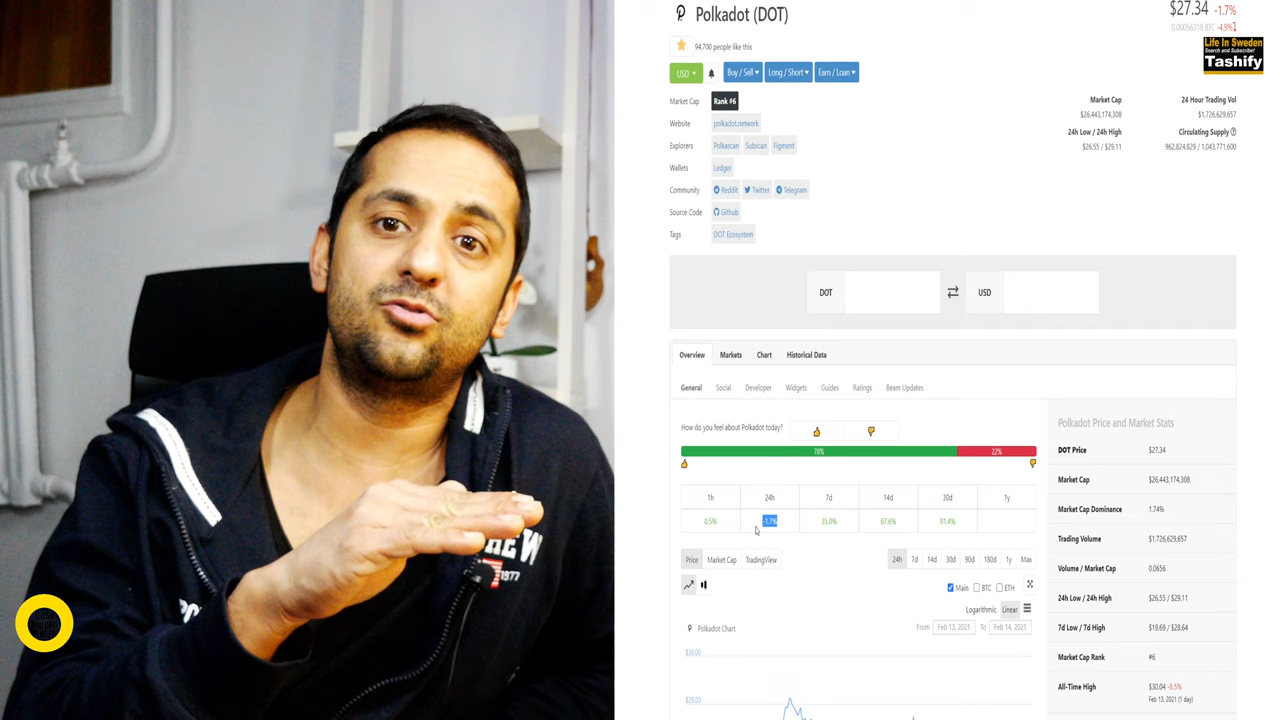 Polkadot (DOT)
$27.34 -1.7%
0.00056318 BTC -4.9%
94,700 people like this
Life In Sweden
Search and Subscribe!
Tashify
USD
Buy / Sell
Long / Short
Earn / Loan
Market Cap
Rank #6
Website
polkadot.network
Explorers
Polkascan
Subscan
Figment
Wallets
Ledger
Community
Reddit
Twitter
Telegram
Source Code
Github
Tags
DOT Ecosystem
Market Cap
$26,443,174,308
24 Hour Trading Vol
$1,726,629,657
24h Low / 24h High
$26.55 / $29.11
Circulating Supply
962,824,829 / 1,043,771,600
DOT
USD
Overview
Markets
Chart
Historical Data
General
Social
Developer
Widgets
Guides
Ratings
Beam Updates
How do you feel about Polkadot today?
78%
22%
1h 24h 7d 14d 30d 1y
0.5% -1.7% 35.0% 67.6% 91.4%
Price
Market Cap
TradingView
24h 7d 14d 30d 90d 180d 1y Max
Main BTC ETH
Logarithmic Linear
Polkadot Chart
From Feb 13, 2021 To Feb 14, 2021
$30.00
$29.00
Polkadot Price and Market Stats
DOT Price $27.34
Market Cap $26,443,174,308
Market Cap Dominance 1.74%
Trading Volume $1,726,629,657
Volume / Market Cap 0.0656
24h Low / 24h High $26.55 / $29.11
7d Low / 7d High $19.69 / $28.64
Market Cap Rank #6
All-Time High $30.04 -8.5%
Feb 13, 2021 (1 day)
1977